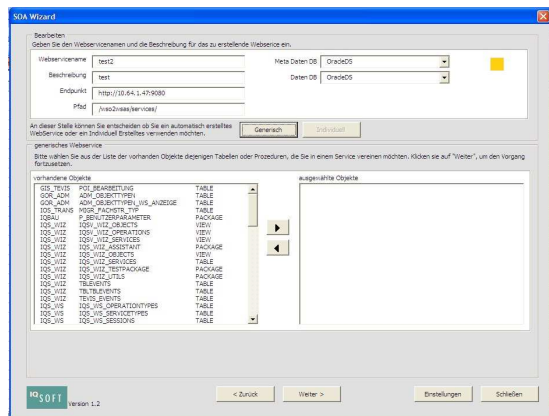 SOA Wizard
Bearbeiten
Geben Sie den Webservicenamen und die Beschreibung für das zu erstellende Webserice ein.
Webservicename test2 Meta Daten DB OracleDS
Beschreibung test Daten DB OracleDS
Endpunkt http://10.64.1.47:9080
Pfad /wso2wsas/services/
An dieser Stelle können Sie entscheiden ob Sie ein automatisch erstelltes
WebService oder ein Individuell Erstelltes verwenden möchten.
Generisch Individuell
generisches Webservice
Bitte wählen Sie aus der Liste der vorhanden Objekte diejenigen Tabellen oder Prozeduren, die Sie in einem Service vereinen möchten. Klicken sie auf "Weiter", um den Vorgang
fortzusetzen.
vorhandene Objekte ausgewählte Objekte
GIS_TEVIS POI_BEARBEITUNG TABLE
GOR_ADM ADM_OBJEKTTYPEN TABLE
GOR_ADM ADM_OBJEKTTYPEN_WS_ANZEIGE TABLE
IOS_TRANS MIGR_PACHSTR_TYP TABLE
IQBAU P_BENUTZERPARAMETER PACKAGE
IQS_WIZ IQSV_WIZ_OBJECTS VIEW
IQS_WIZ IQSV_WIZ_OPERATIONS VIEW
IQS_WIZ IQSV_WIZ_SERVICES VIEW
IQS_WIZ IQS_WIZ_ASSISTANT PACKAGE
IQS_WIZ IQS_WIZ_OBJECTS VIEW
IQS_WIZ IQS_WIZ_SERVICES TABLE
IQS_WIZ IQS_WIZ_TESTPACKAGE PACKAGE
IQS_WIZ IQS_WIZ_UTILS PACKAGE
IQS_WIZ TBLEVENTS TABLE
IQS_WIZ TBLTBLEVENTS TABLE
IQS_WIZ TEVIS_EVENTS TABLE
IQS_WS IQS_WS_OPERATIONTYPES TABLE
IQS_WS IQS_WS_SERVICETYPES TABLE
IQS_WS IQS_WS_SESSIONS TABLE
IQSOFT Version 1.2
< Zurück Weiter > Einstellungen Schließen